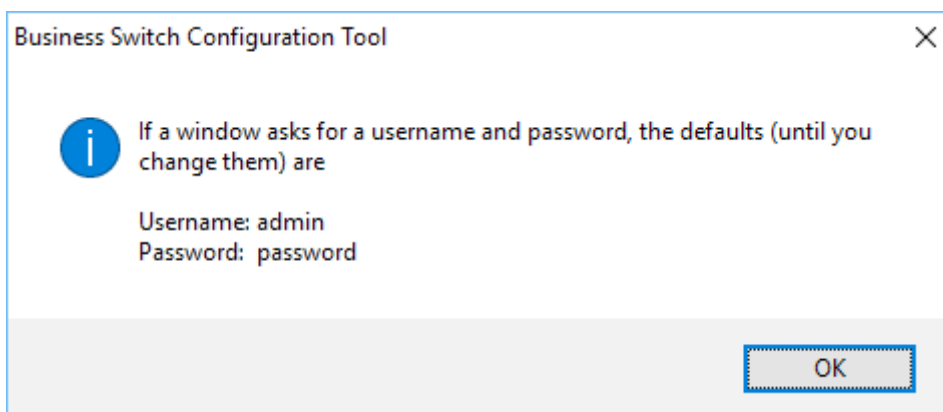 Business Switch Configuration Tool
If a window asks for a username and password, the defaults (until you
change them) are
Username: admin
Password: password
OK